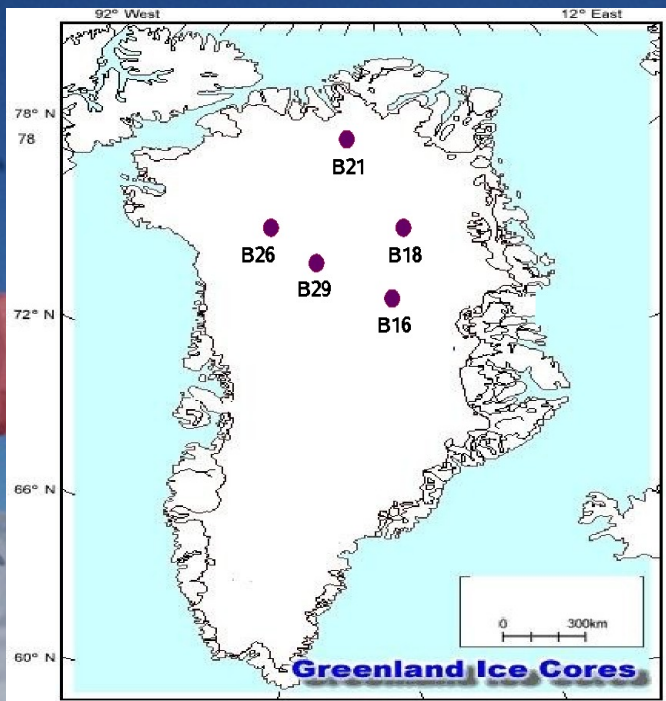 92° West 12° East
78° N
78
B21
B26 B18
B29
B16
72° N
66° N
0 300km
60° N
Greenland Ice Cores